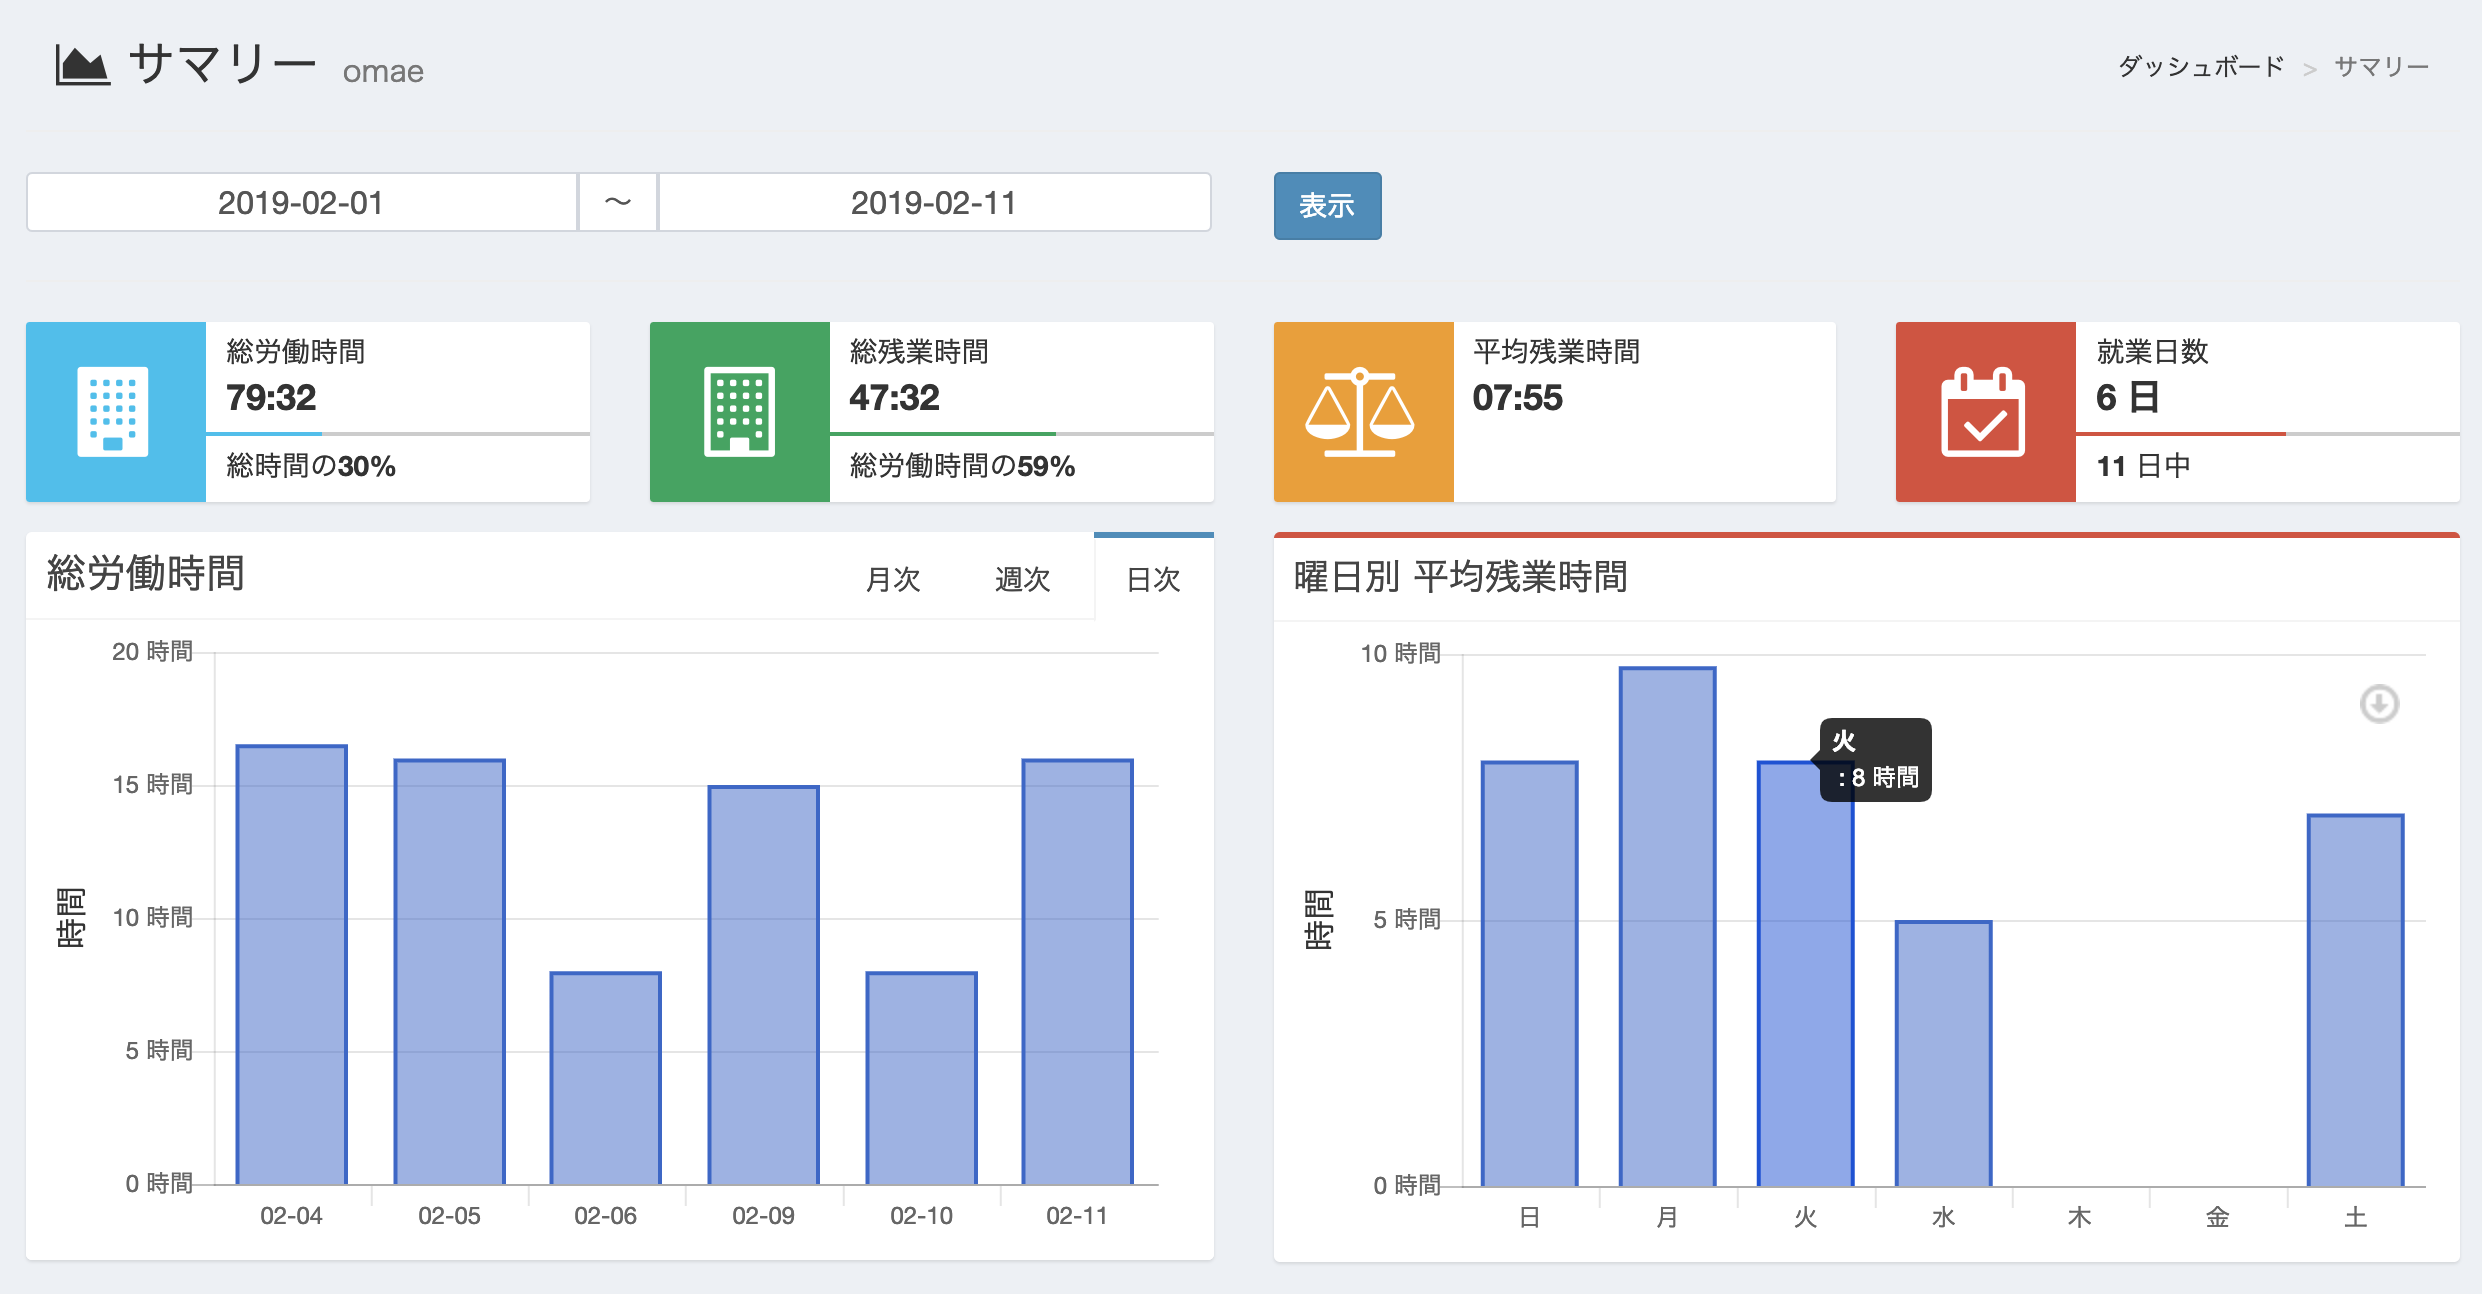 サマリー omae
ダッシュボード > サマリー
2019-02-01 ～ 2019-02-11
表示
総労働時間
79:32
総時間の30%
総残業時間
47:32
総労働時間の59%
平均残業時間
07:55
就業日数
6 日
11 日中
総労働時間
月次 週次 日次
20 時間
15 時間
10 時間
5 時間
0 時間
時間
02-04 02-05 02-06 02-09 02-10 02-11
曜日別 平均残業時間
10 時間
5 時間
0 時間
時間
火
: 8 時間
日 月 火 水 木 金 土